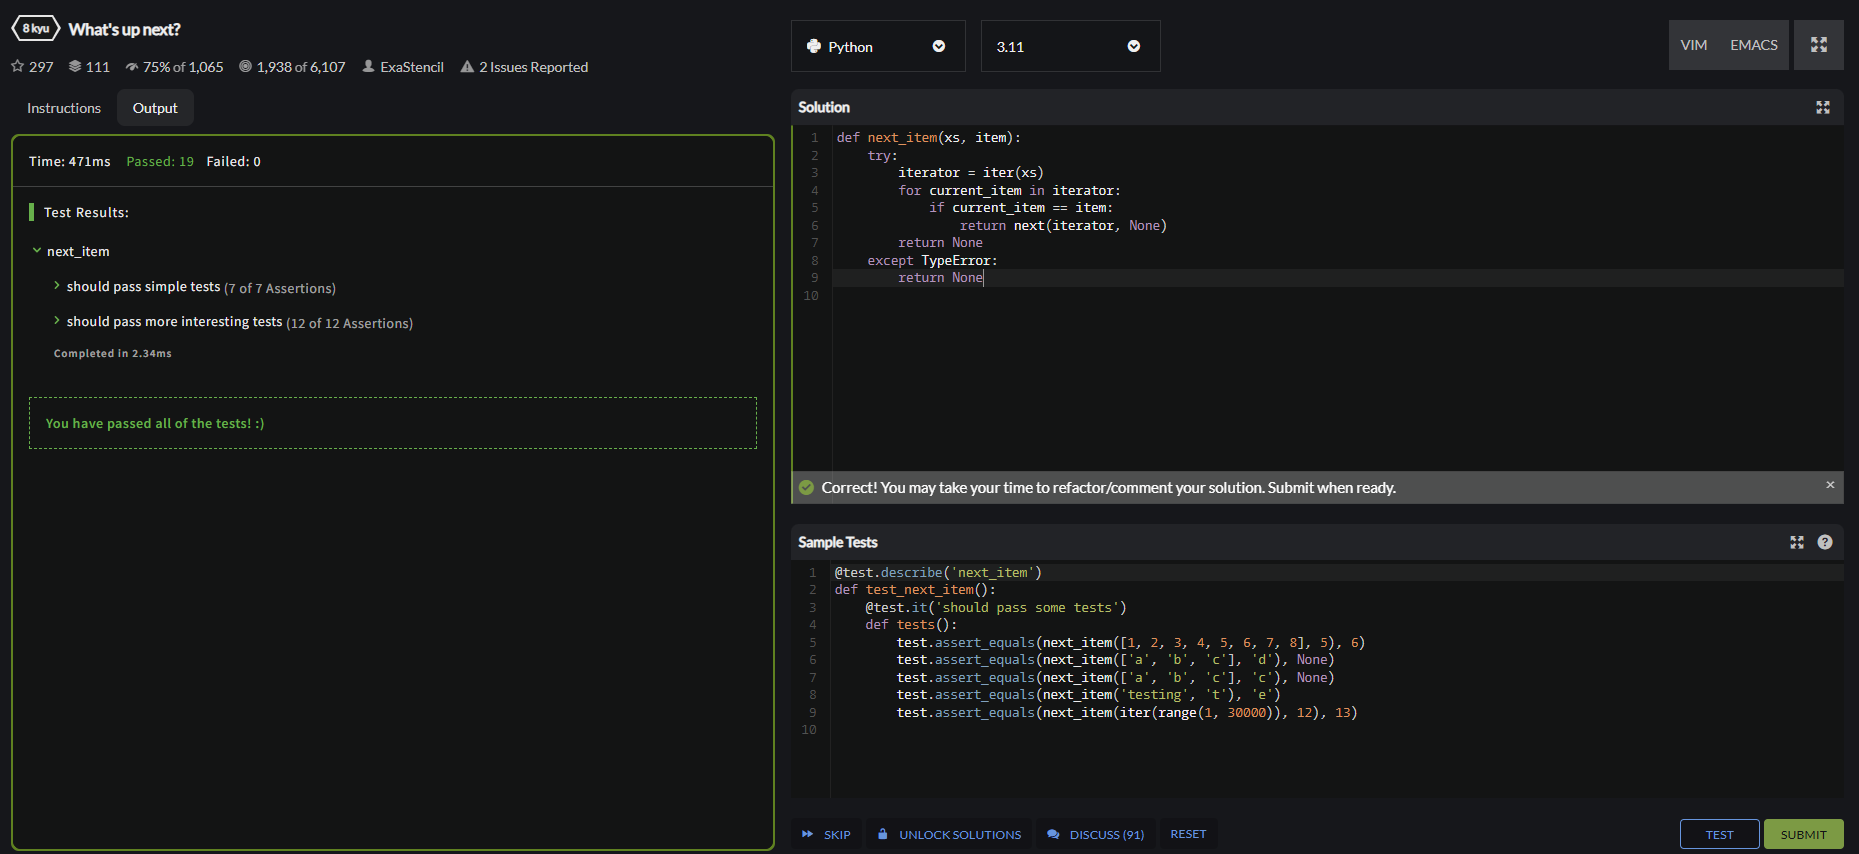 8 kyu What's up next?
297 111 75% of 1,065 1,938 of 6,107 ExaStencil 2 Issues Reported
Instructions Output
Time: 471ms Passed: 19 Failed: 0
Test Results:
next_item
should pass simple tests (7 of 7 Assertions)
should pass more interesting tests (12 of 12 Assertions)
Completed in 2.34ms
You have passed all of the tests! :)
Python 3.11 VIM EMACS
Solution
1 def next_item(xs, item):
2     try:
3         iterator = iter(xs)
4         for current_item in iterator:
5             if current_item == item:
6                 return next(iterator, None)
7         return None
8     except TypeError:
9         return None
10
Correct! You may take your time to refactor/comment your solution. Submit when ready. ×
Sample Tests ?
1 @test.describe('next_item')
2 def test_next_item():
3     @test.it('should pass some tests')
4     def tests():
5         test.assert_equals(next_item([1, 2, 3, 4, 5, 6, 7, 8], 5), 6)
6         test.assert_equals(next_item(['a', 'b', 'c'], 'd'), None)
7         test.assert_equals(next_item(['a', 'b', 'c'], 'c'), None)
8         test.assert_equals(next_item('testing', 't'), 'e')
9         test.assert_equals(next_item(iter(range(1, 30000)), 12), 13)
10
SKIP UNLOCK SOLUTIONS DISCUSS (91) RESET TEST SUBMIT